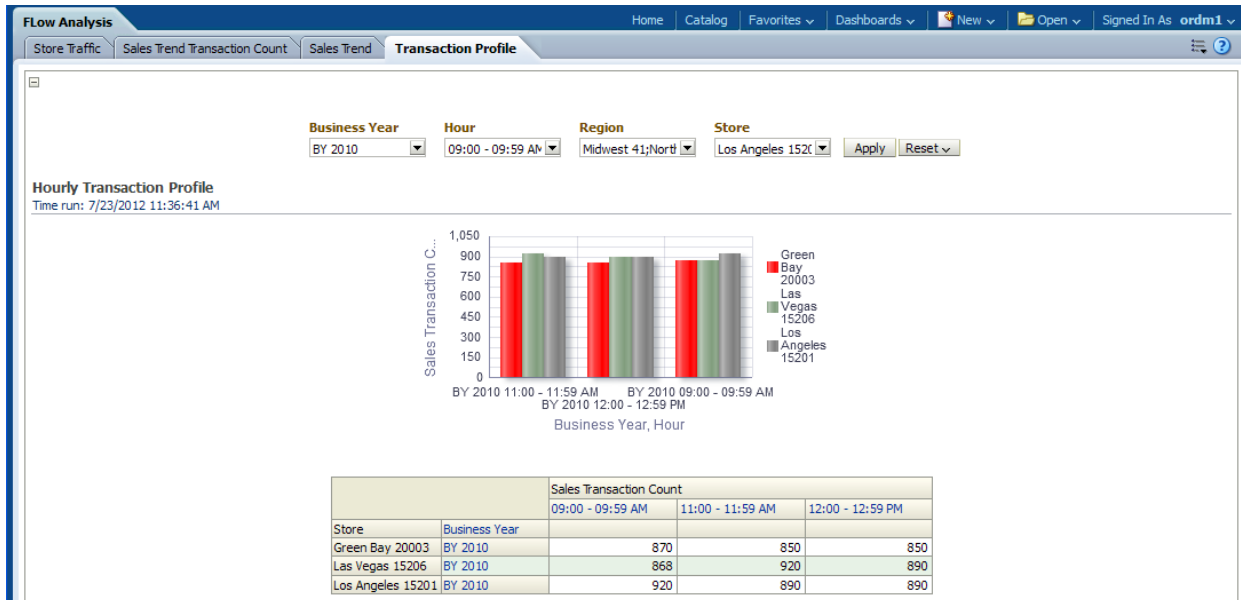 FLow Analysis Home Catalog Favorites Dashboards New Open Signed In As ordm1
Store Traffic Sales Trend Transaction Count Sales Trend Transaction Profile
Business Year Hour Region Store
BY 2010 09:00 - 09:59 AM Midwest 41;North Los Angeles 1520 Apply Reset
Hourly Transaction Profile
Time run: 7/23/2012 11:36:41 AM
Sales Transaction C...
1,050
900
750
600
450
300
150
0
BY 2010 11:00 - 11:59 AM BY 2010 09:00 - 09:59 AM
BY 2010 12:00 - 12:59 PM
Business Year, Hour
Green
Bay
20003
Las
Vegas
15206
Los
Angeles
15201
Sales Transaction Count
09:00 - 09:59 AM 11:00 - 11:59 AM 12:00 - 12:59 PM
Store Business Year
Green Bay 20003 BY 2010 870 850 850
Las Vegas 15206 BY 2010 868 920 890
Los Angeles 15201 BY 2010 920 890 890